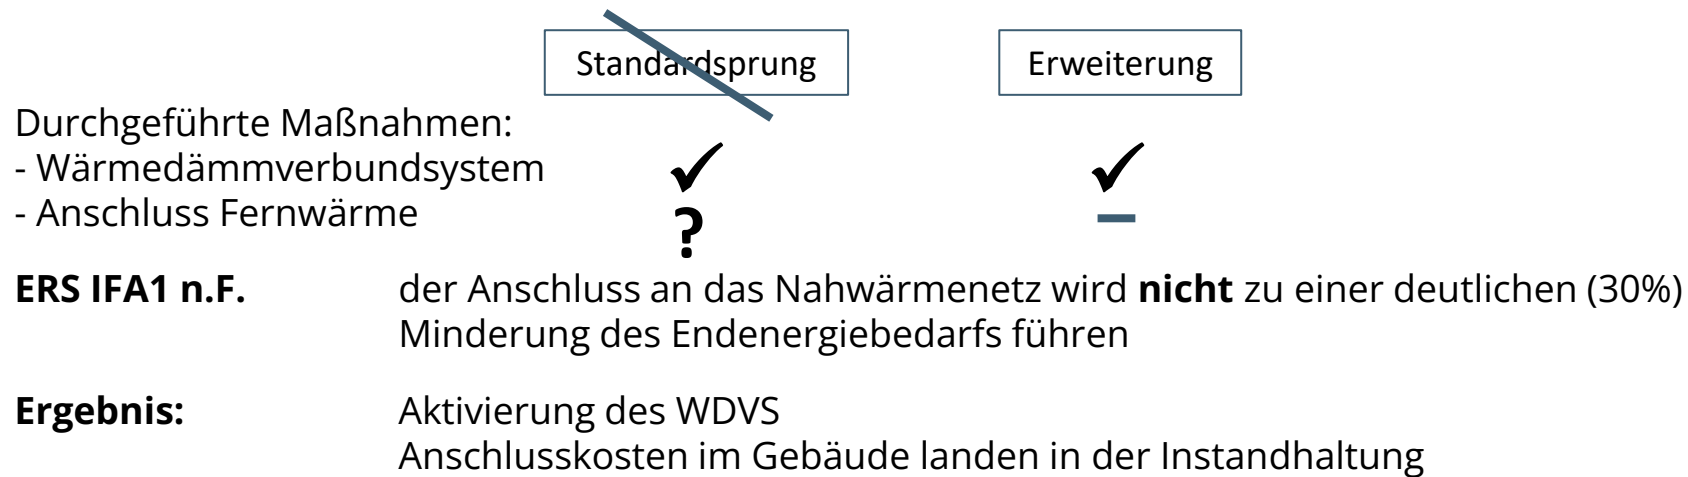 Standardsprung
Erweiterung
Durchgeführte Maßnahmen:
- Wärmedämmverbundsystem ✓ ✓
- Anschluss Fernwärme ? –
ERS IFA1 n.F. der Anschluss an das Nahwärmenetz wird nicht zu einer deutlichen (30%)
Minderung des Endenergiebedarfs führen
Ergebnis: Aktivierung des WDVS
Anschlusskosten im Gebäude landen in der Instandhaltung